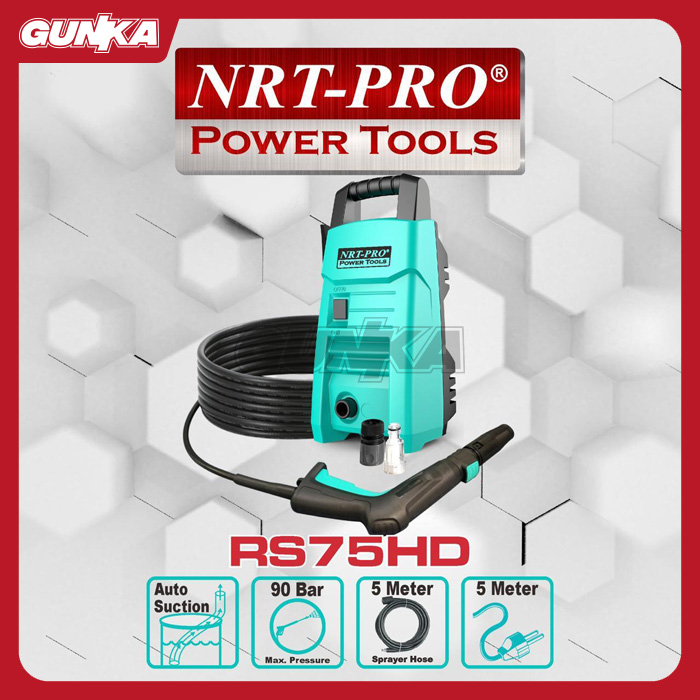 GUNKA
NRT-PRO®
POWER TOOLS
NRT-PRO®
POWER TOOLS
GUNKA
RS75HD
Auto
Suction
90 Bar
Max. Pressure
5 Meter
Sprayer Hose
5 Meter